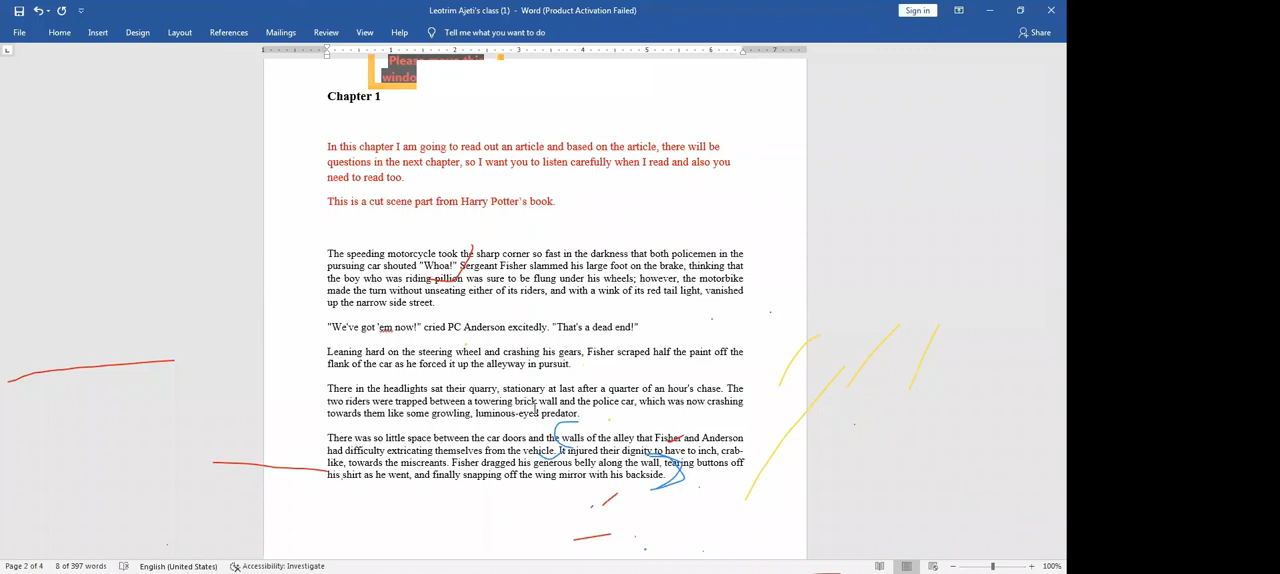 Leotrim Ajeti's class (1) - Word (Product Activation Failed)
Sign in
File Home Insert Design Layout References Mailings Review View Help Tell me what you want to do Share
1 1 2 3 4 5 6 7
Please move this
windo
Chapter 1
In this chapter I am going to read out an article and based on the article, there will be
questions in the next chapter, so I want you to listen carefully when I read and also you
need to read too.
This is a cut scene part from Harry Potter's book.
The speeding motorcycle took the sharp corner so fast in the darkness that both policemen in the
pursuing car shouted "Whoa!" Sergeant Fisher slammed his large foot on the brake, thinking that
the boy who was riding pillion was sure to be flung under his wheels; however, the motorbike
made the turn without unseating either of its riders, and with a wink of its red tail light, vanished
up the narrow side street.
"We've got 'em now!" cried PC Anderson excitedly. "That's a dead end!"
Leaning hard on the steering wheel and crashing his gears, Fisher scraped half the paint off the
flank of the car as he forced it up the alleyway in pursuit.
There in the headlights sat their quarry, stationary at last after a quarter of an hour's chase. The
two riders were trapped between a towering brick wall and the police car, which was now crashing
towards them like some growling, luminous-eyed predator.
There was so little space between the car doors and the walls of the alley that Fisher and Anderson
had difficulty extricating themselves from the vehicle. It injured their dignity to have to inch, crab-
like, towards the miscreants. Fisher dragged his generous belly along the wall, tearing buttons off
his shirt as he went, and finally snapping off the wing mirror with his backside.
Page 2 of 4 8 of 397 words English (United States) Accessibility: Investigate 100%